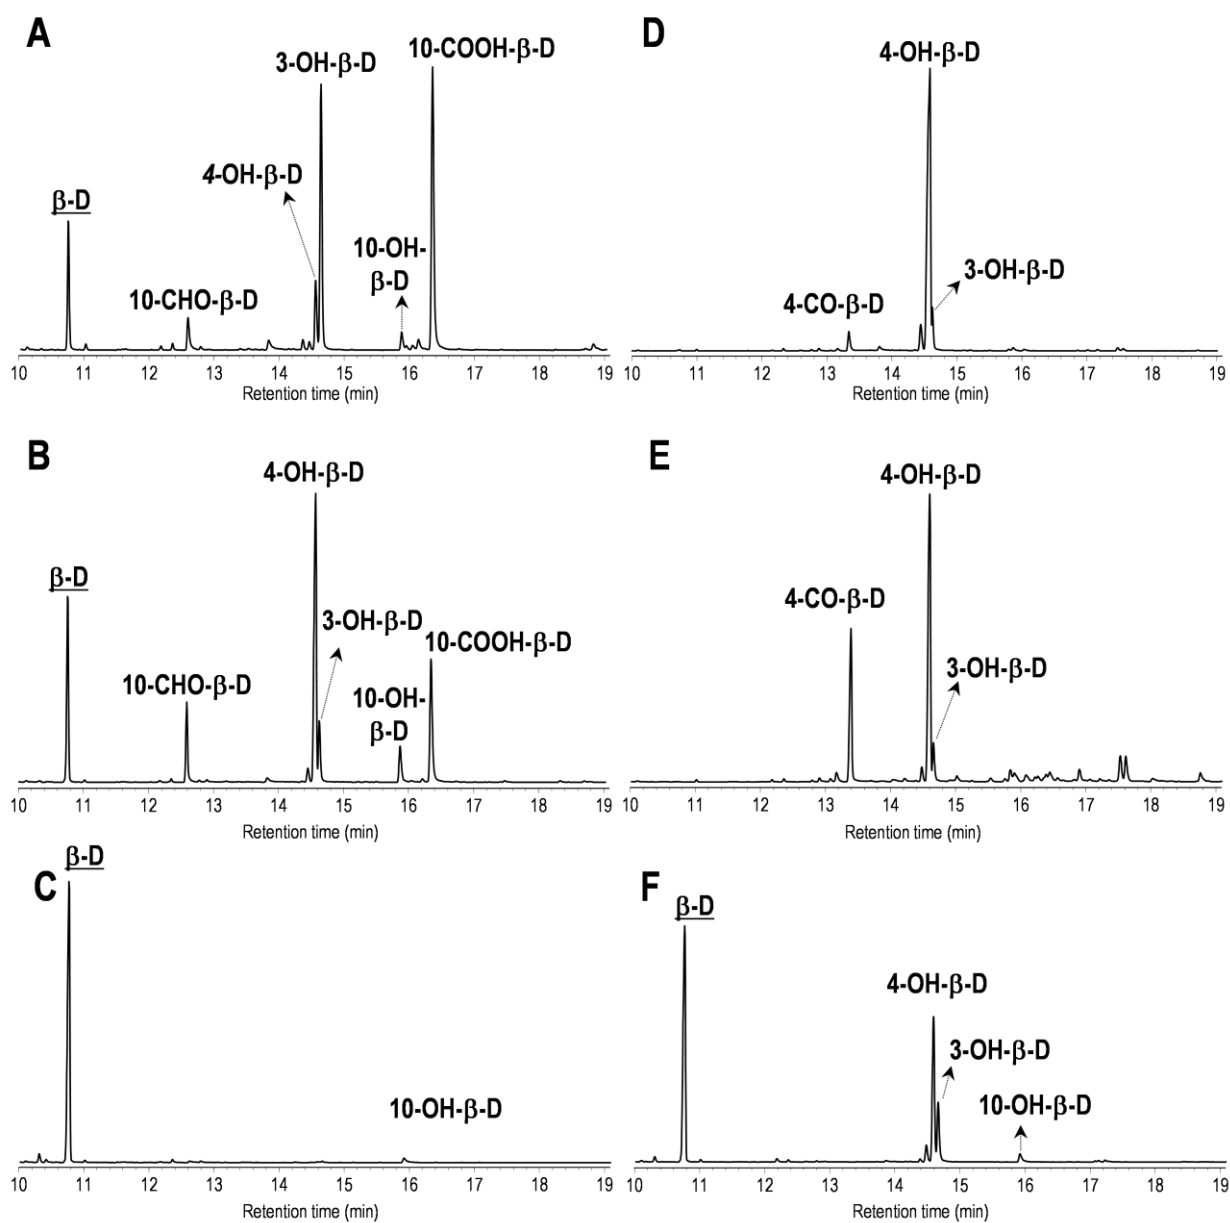 A
3-OH-β-D
10-COOH-β-D
4-OH-β-D
β-D
10-OH-
β-D
10-CHO-β-D
10 11 12 13 14 15 16 17 18 19
Retention time (min)
D
4-OH-β-D
3-OH-β-D
4-CO-β-D
10 11 12 13 14 15 16 17 18 19
Retention time (min)
B
4-OH-β-D
β-D
3-OH-β-D
10-COOH-β-D
10-CHO-β-D
10-OH-
β-D
10 11 12 13 14 15 16 17 18 19
Retention time (min)
E
4-OH-β-D
4-CO-β-D
3-OH-β-D
10 11 12 13 14 15 16 17 18 19
Retention time (min)
C
β-D
10-OH-β-D
10 11 12 13 14 15 16 17 18 19
Retention time (min)
F
β-D
4-OH-β-D
3-OH-β-D
10-OH-β-D
10 11 12 13 14 15 16 17 18 19
Retention time (min)